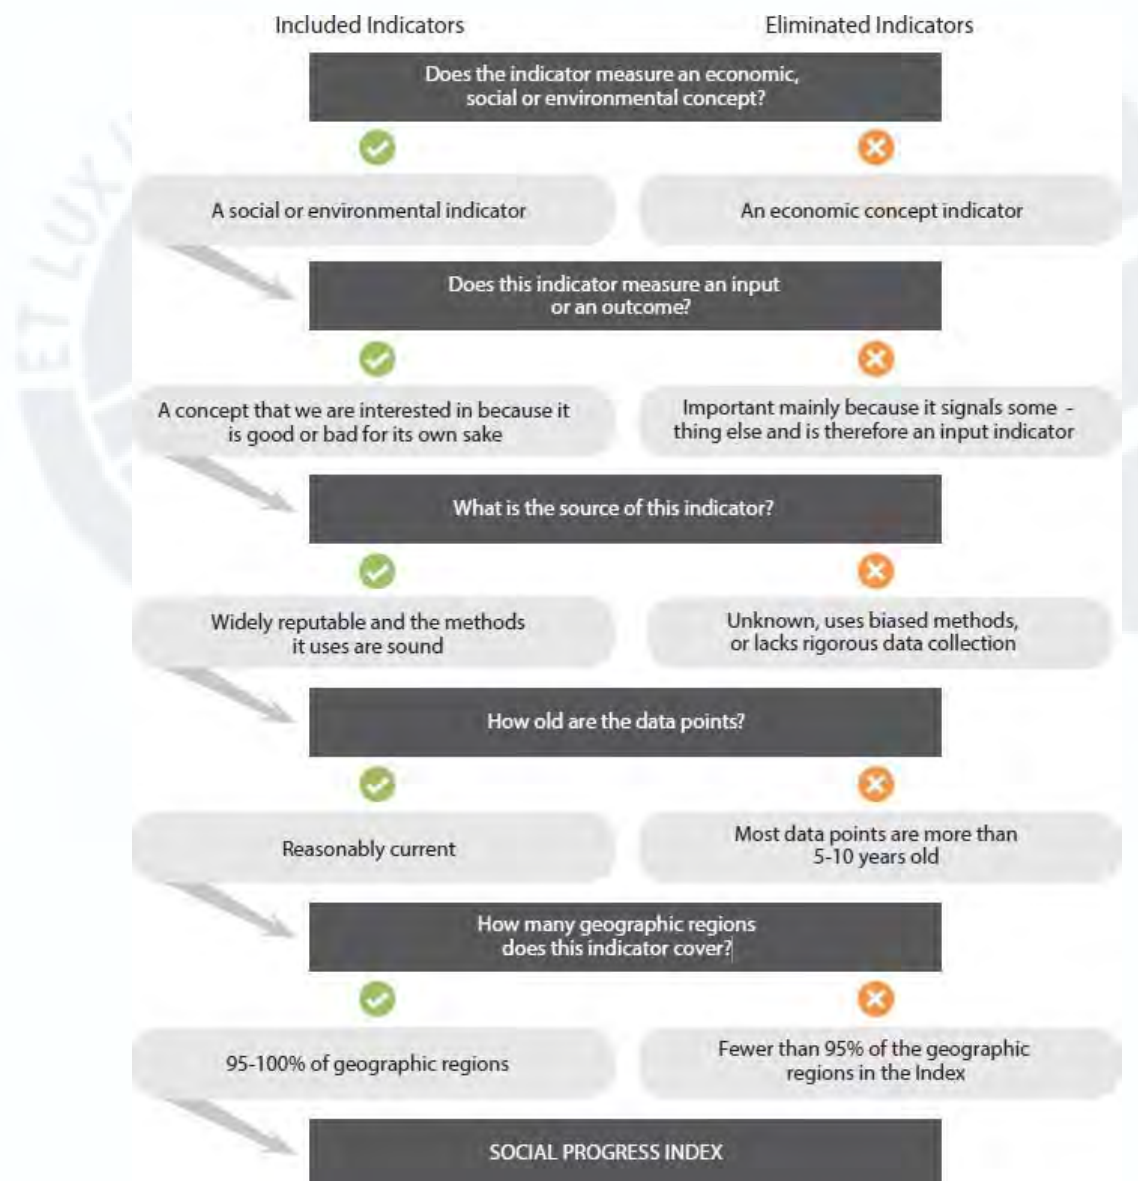 Included Indicators
Eliminated Indicators
Does the indicator measure an economic,
social or environmental concept?
A social or environmental indicator
An economic concept indicator
Does this indicator measure an input
or an outcome?
A concept that we are interested in because it
is good or bad for its own sake
Important mainly because it signals some -
thing else and is therefore an input indicator
What is the source of this indicator?
Widely reputable and the methods
it uses are sound
Unknown, uses biased methods,
or lacks rigorous data collection
How old are the data points?
Reasonably current
Most data points are more than
5-10 years old
How many geographic regions
does this indicator cover?
95-100% of geographic regions
Fewer than 95% of the geographic
regions in the Index
SOCIAL PROGRESS INDEX
ET LUX